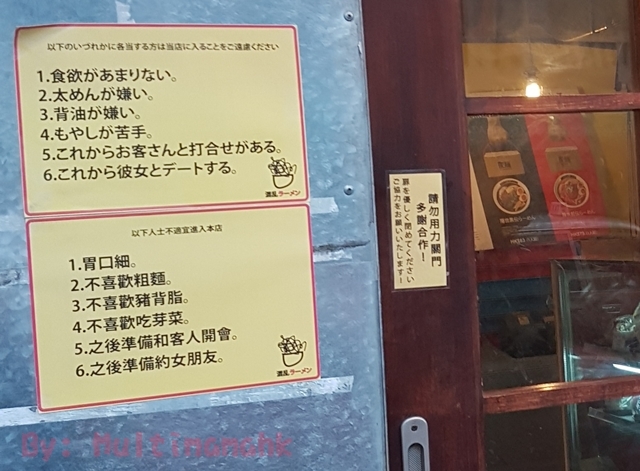 以下のいづれかに各当する方は当店に入ることをご遠慮ください
1.食欲があまりない。
2.太めんが嫌い。
3.背油が嫌い。
4.もやしが苦手。
5.これからお客さんと打合せがある。
6.これから彼女とデートする。
ラーメン
以下人士不適宜進入本店
1.胃口細。
2.不喜歡粗麵。
3.不喜歡豬背脂。
4.不喜歡吃芽菜。
5.之後準備和客人開會。
6.之後準備約女朋友。
ラーメン
請勿用力關門
多謝合作！
扉を優しく閉めてください
ご協力をお願いいたします！
By: Multinamahk